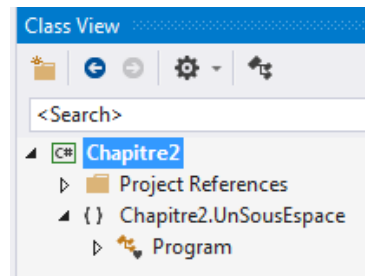 Class View
<Search>
C# Chapitre2
Project References
{ } Chapitre2.UnSousEspace
Program